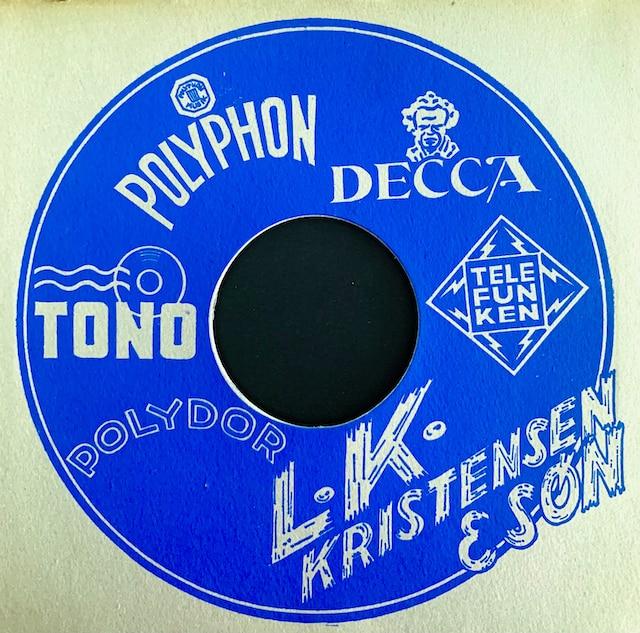 POLYPHON
DECCA
TONO
TELE
FUN
KEN
POLYDOR
L.K.
KRISTENSEN
& SØN